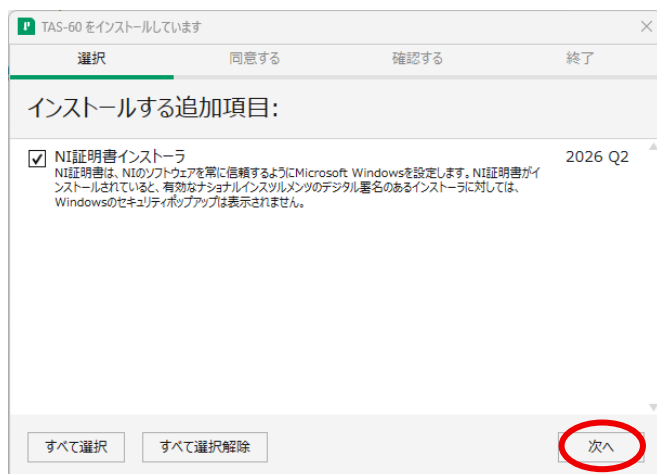 TAS-60 をインストールしています
選択 同意する 確認する 終了
インストールする追加項目:
NI証明書インストーラ 2026 Q2
NI証明書は、NIのソフトウェアを常に信頼するようにMicrosoft Windowsを設定します。NI証明書がイ
ンストールされていると、有効なナショナルインスツルメンツのデジタル署名のあるインストーラに対しては、
Windowsのセキュリティポップアップは表示されません。
すべて選択 すべて選択解除 次へ